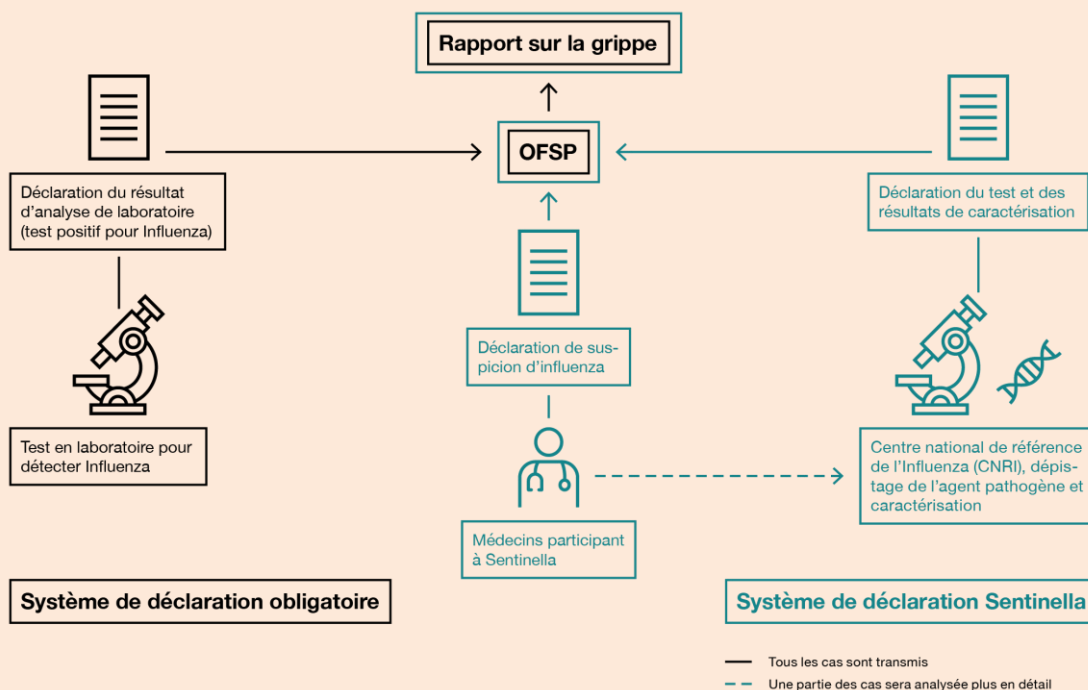 Rapport sur la grippe
OFSP
Déclaration du résultat
d'analyse de laboratoire
(test positif pour Influenza)
Déclaration du test et des
résultats de caractérisation
Déclaration de sus-
picion d'influenza
Test en laboratoire pour
détecter Influenza
Centre national de référence
de l'Influenza (CNRI), dépis-
tage de l'agent pathogène et
caractérisation
Médecins participant
à Sentinella
Système de déclaration obligatoire
Système de déclaration Sentinella
Tous les cas sont transmis
Une partie des cas sera analysée plus en détail